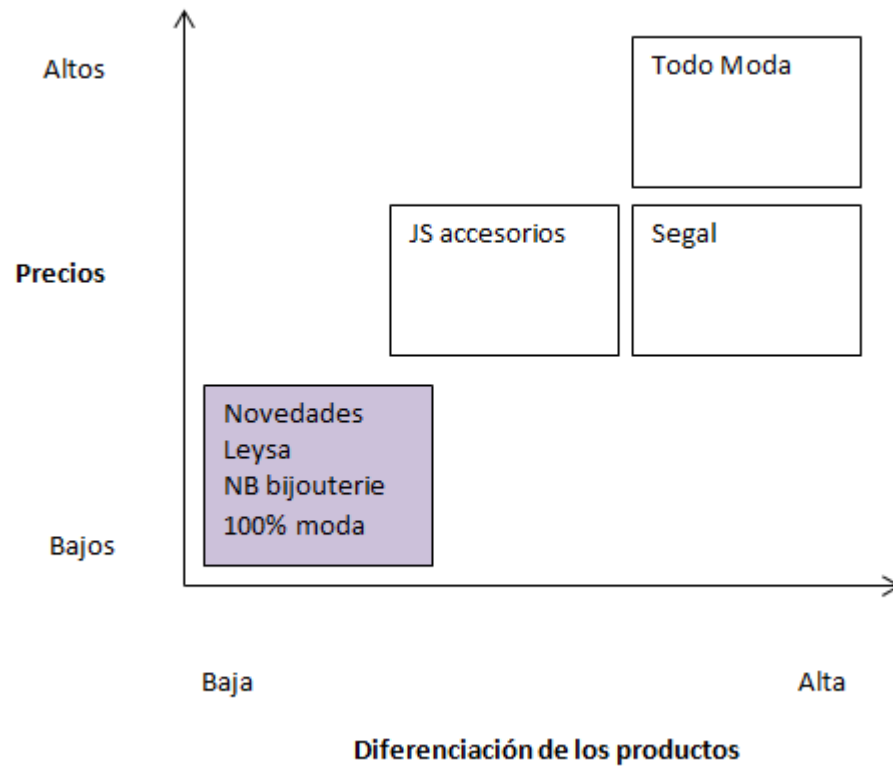 Altos
Todo Moda
JS accesorios
Segal
Precios
Novedades
Leysa
NB bijouterie
100% moda
Bajos
Baja
Alta
Diferenciación de los productos